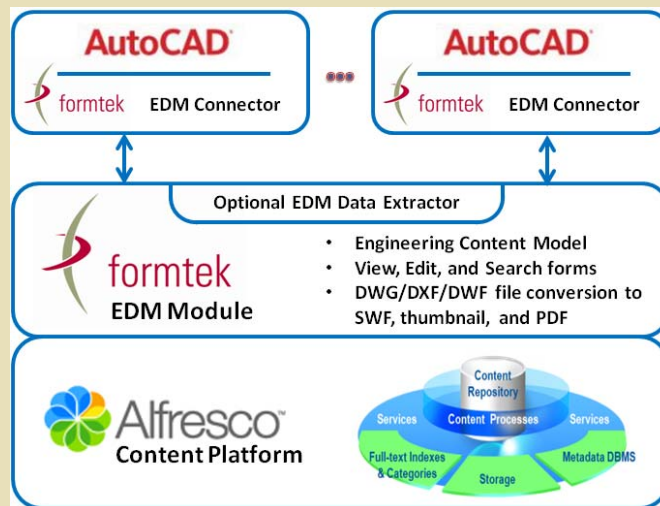 AutoCAD®
formtek EDM Connector
AutoCAD®
formtek EDM Connector
Optional EDM Data Extractor
formtek
EDM Module
• Engineering Content Model
• View, Edit, and Search forms
• DWG/DXF/DWF file conversion to
SWF, thumbnail, and PDF
Alfresco™
Content Platform
Content
Repository
Services
Content Processes
Services
Full-text Indexes
& Categories
Storage
Metadata DBMS